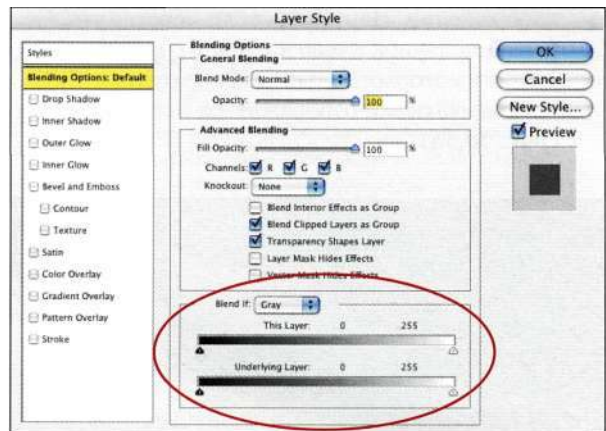 Layer Style
Styles
Blending Options: Default
Drop Shadow
Inner Shadow
Outer Glow
Inner Glow
Bevel and Emboss
Contour
Texture
Satin
Color Overlay
Gradient Overlay
Pattern Overlay
Stroke
Blending Options
General Blending
Blend Mode: Normal
Opacity: 100 %
Advanced Blending
Fill Opacity: 100 %
Channels: R G B
Knockout: None
Blend Interior Effects as Group
Blend Clipped Layers as Group
Transparency Shapes Layer
Layer Mask Hides Effects
Vector Mask Hides Effects
Blend If: Gray
This Layer: 0 255
Underlying Layer: 0 255
OK
Cancel
New Style...
Preview